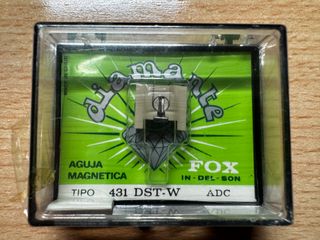 diamante
AGUJA
MAGNETICA
FOX
IN-DEL-SON
TIPO 431 DST-W ADC